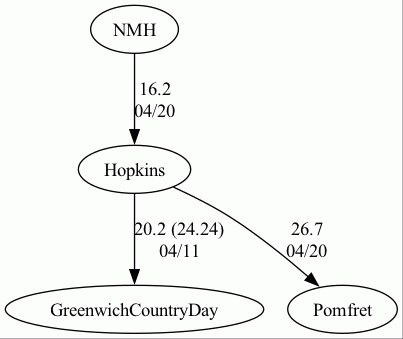 NMH
16.2
04/20
Hopkins
20.2 (24.24)
04/11
26.7
04/20
GreenwichCountryDay
Pomfret